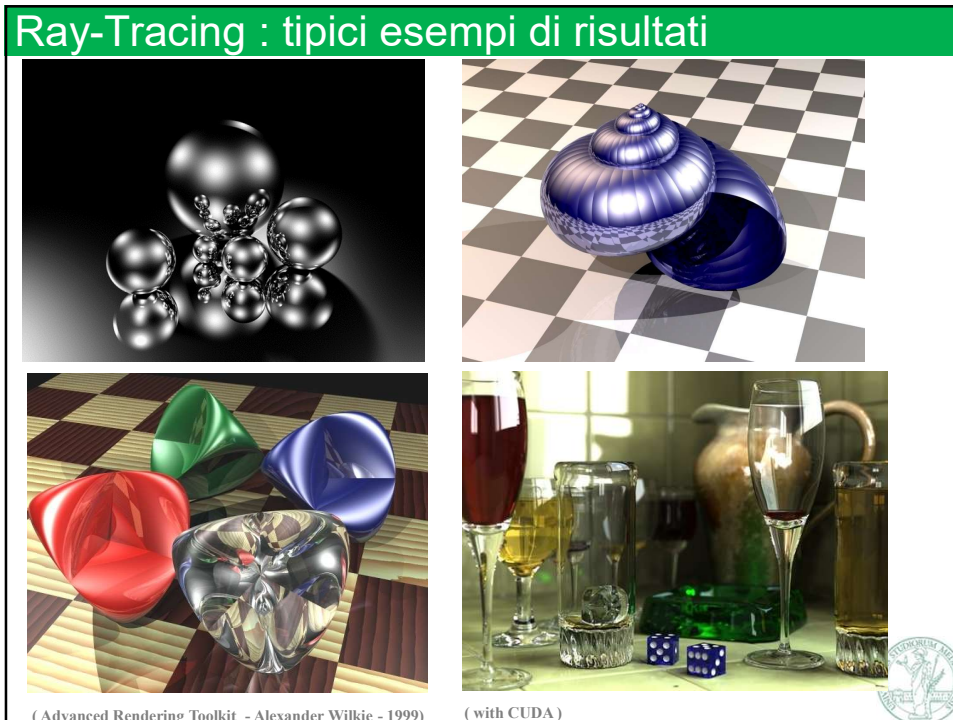 Ray-Tracing : tipici esempi di risultati
( Advanced Rendering Toolkit - Alexander Wilkie - 1999)
( with CUDA )